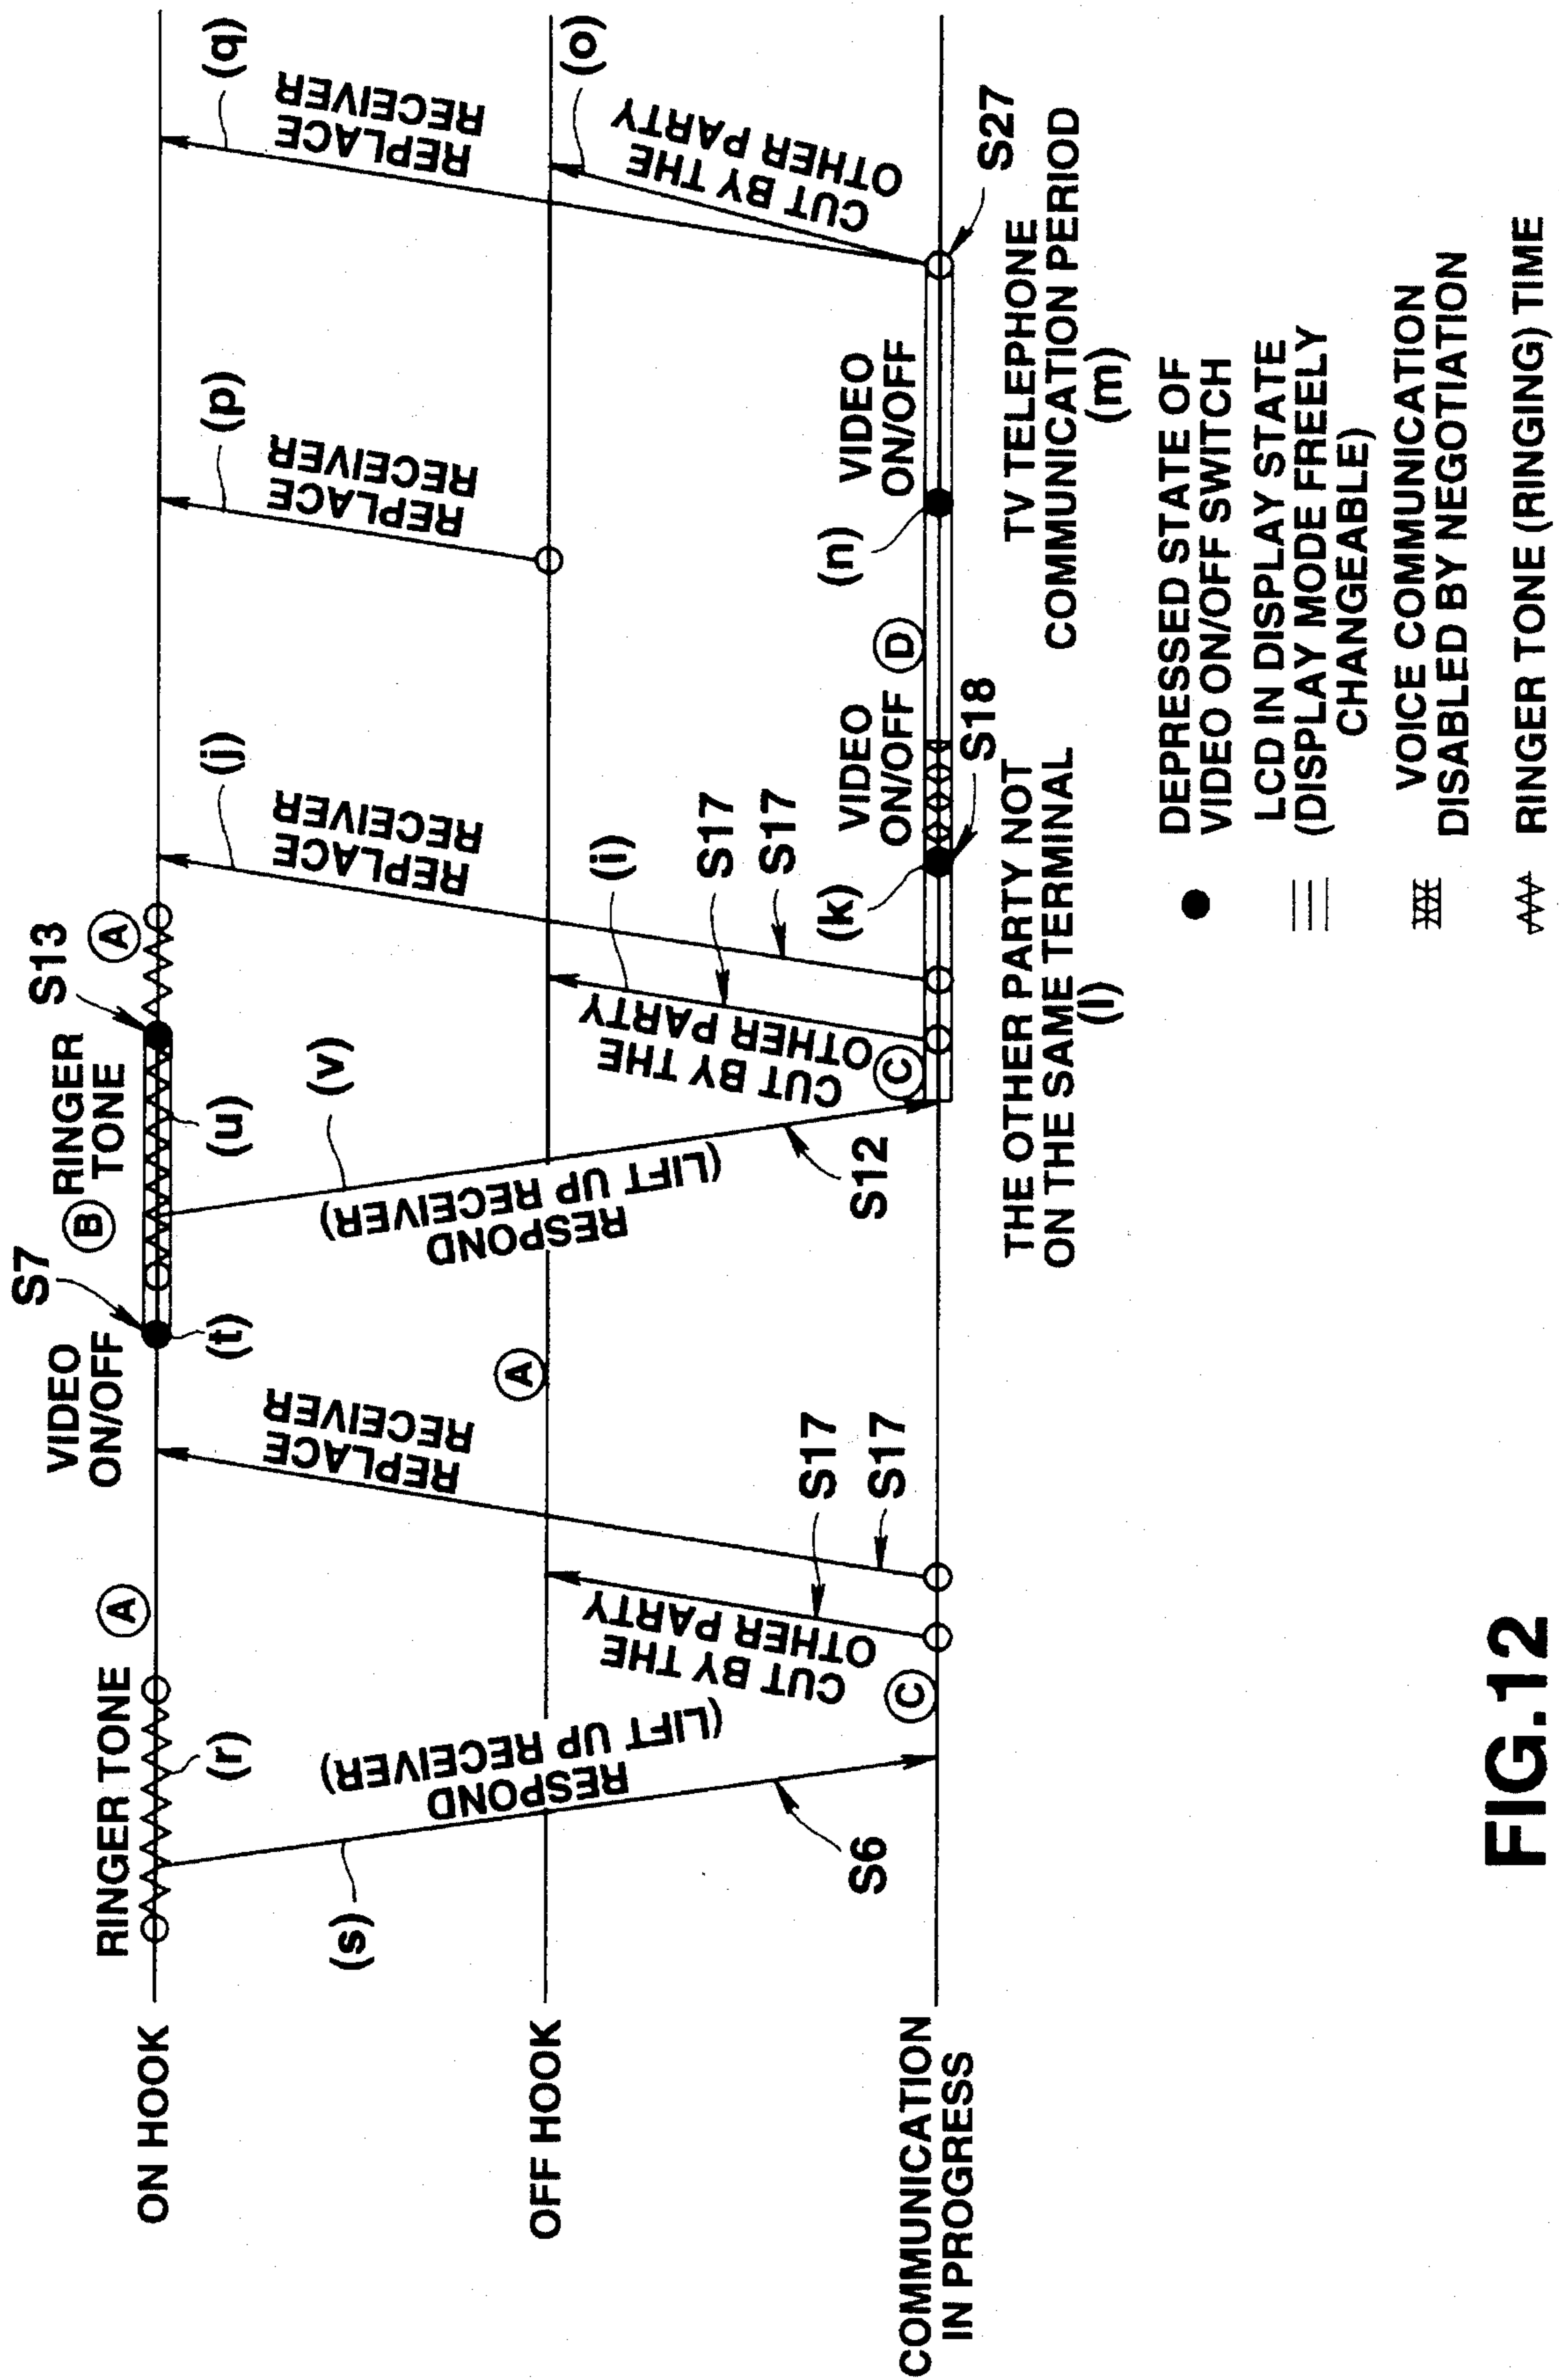 ON HOOK
RINGER TONE
(r)
(A)
VIDEO
ON/OFF
(t)
S7
(B)
RINGER
TONE
(u)
S13
(A)
(s)
RESPOND
(LIFT UP RECEIVER)
S6
REPLACE
RECEIVER
(v)
RESPOND
(LIFT UP RECEIVER)
S12
REPLACE
RECEIVER
(j)
REPLACE
RECEIVER
(p)
REPLACE
RECEIVER
(q)
OFF HOOK
(A)
CUT BY THE
OTHER PARTY
S17
S17
CUT BY THE
OTHER PARTY
(i)
S17
S17
CUT BY THE
OTHER PARTY
(o)
COMMUNICATION
IN PROGRESS
(C)
(C)
(k)
VIDEO
ON/OFF
S18
(D)
(n)
VIDEO
ON/OFF
S27
THE OTHER PARTY NOT
ON THE SAME TERMINAL
(l)
TV TELEPHONE
COMMUNICATION PERIOD
(m)
DEPRESSED STATE OF
VIDEO ON/OFF SWITCH
LCD IN DISPLAY STATE
(DISPLAY MODE FREELY
CHANGEABLE)
VOICE COMMUNICATION
DISABLED BY NEGOTIATION
RINGER TONE (RINGING) TIME
FIG.12